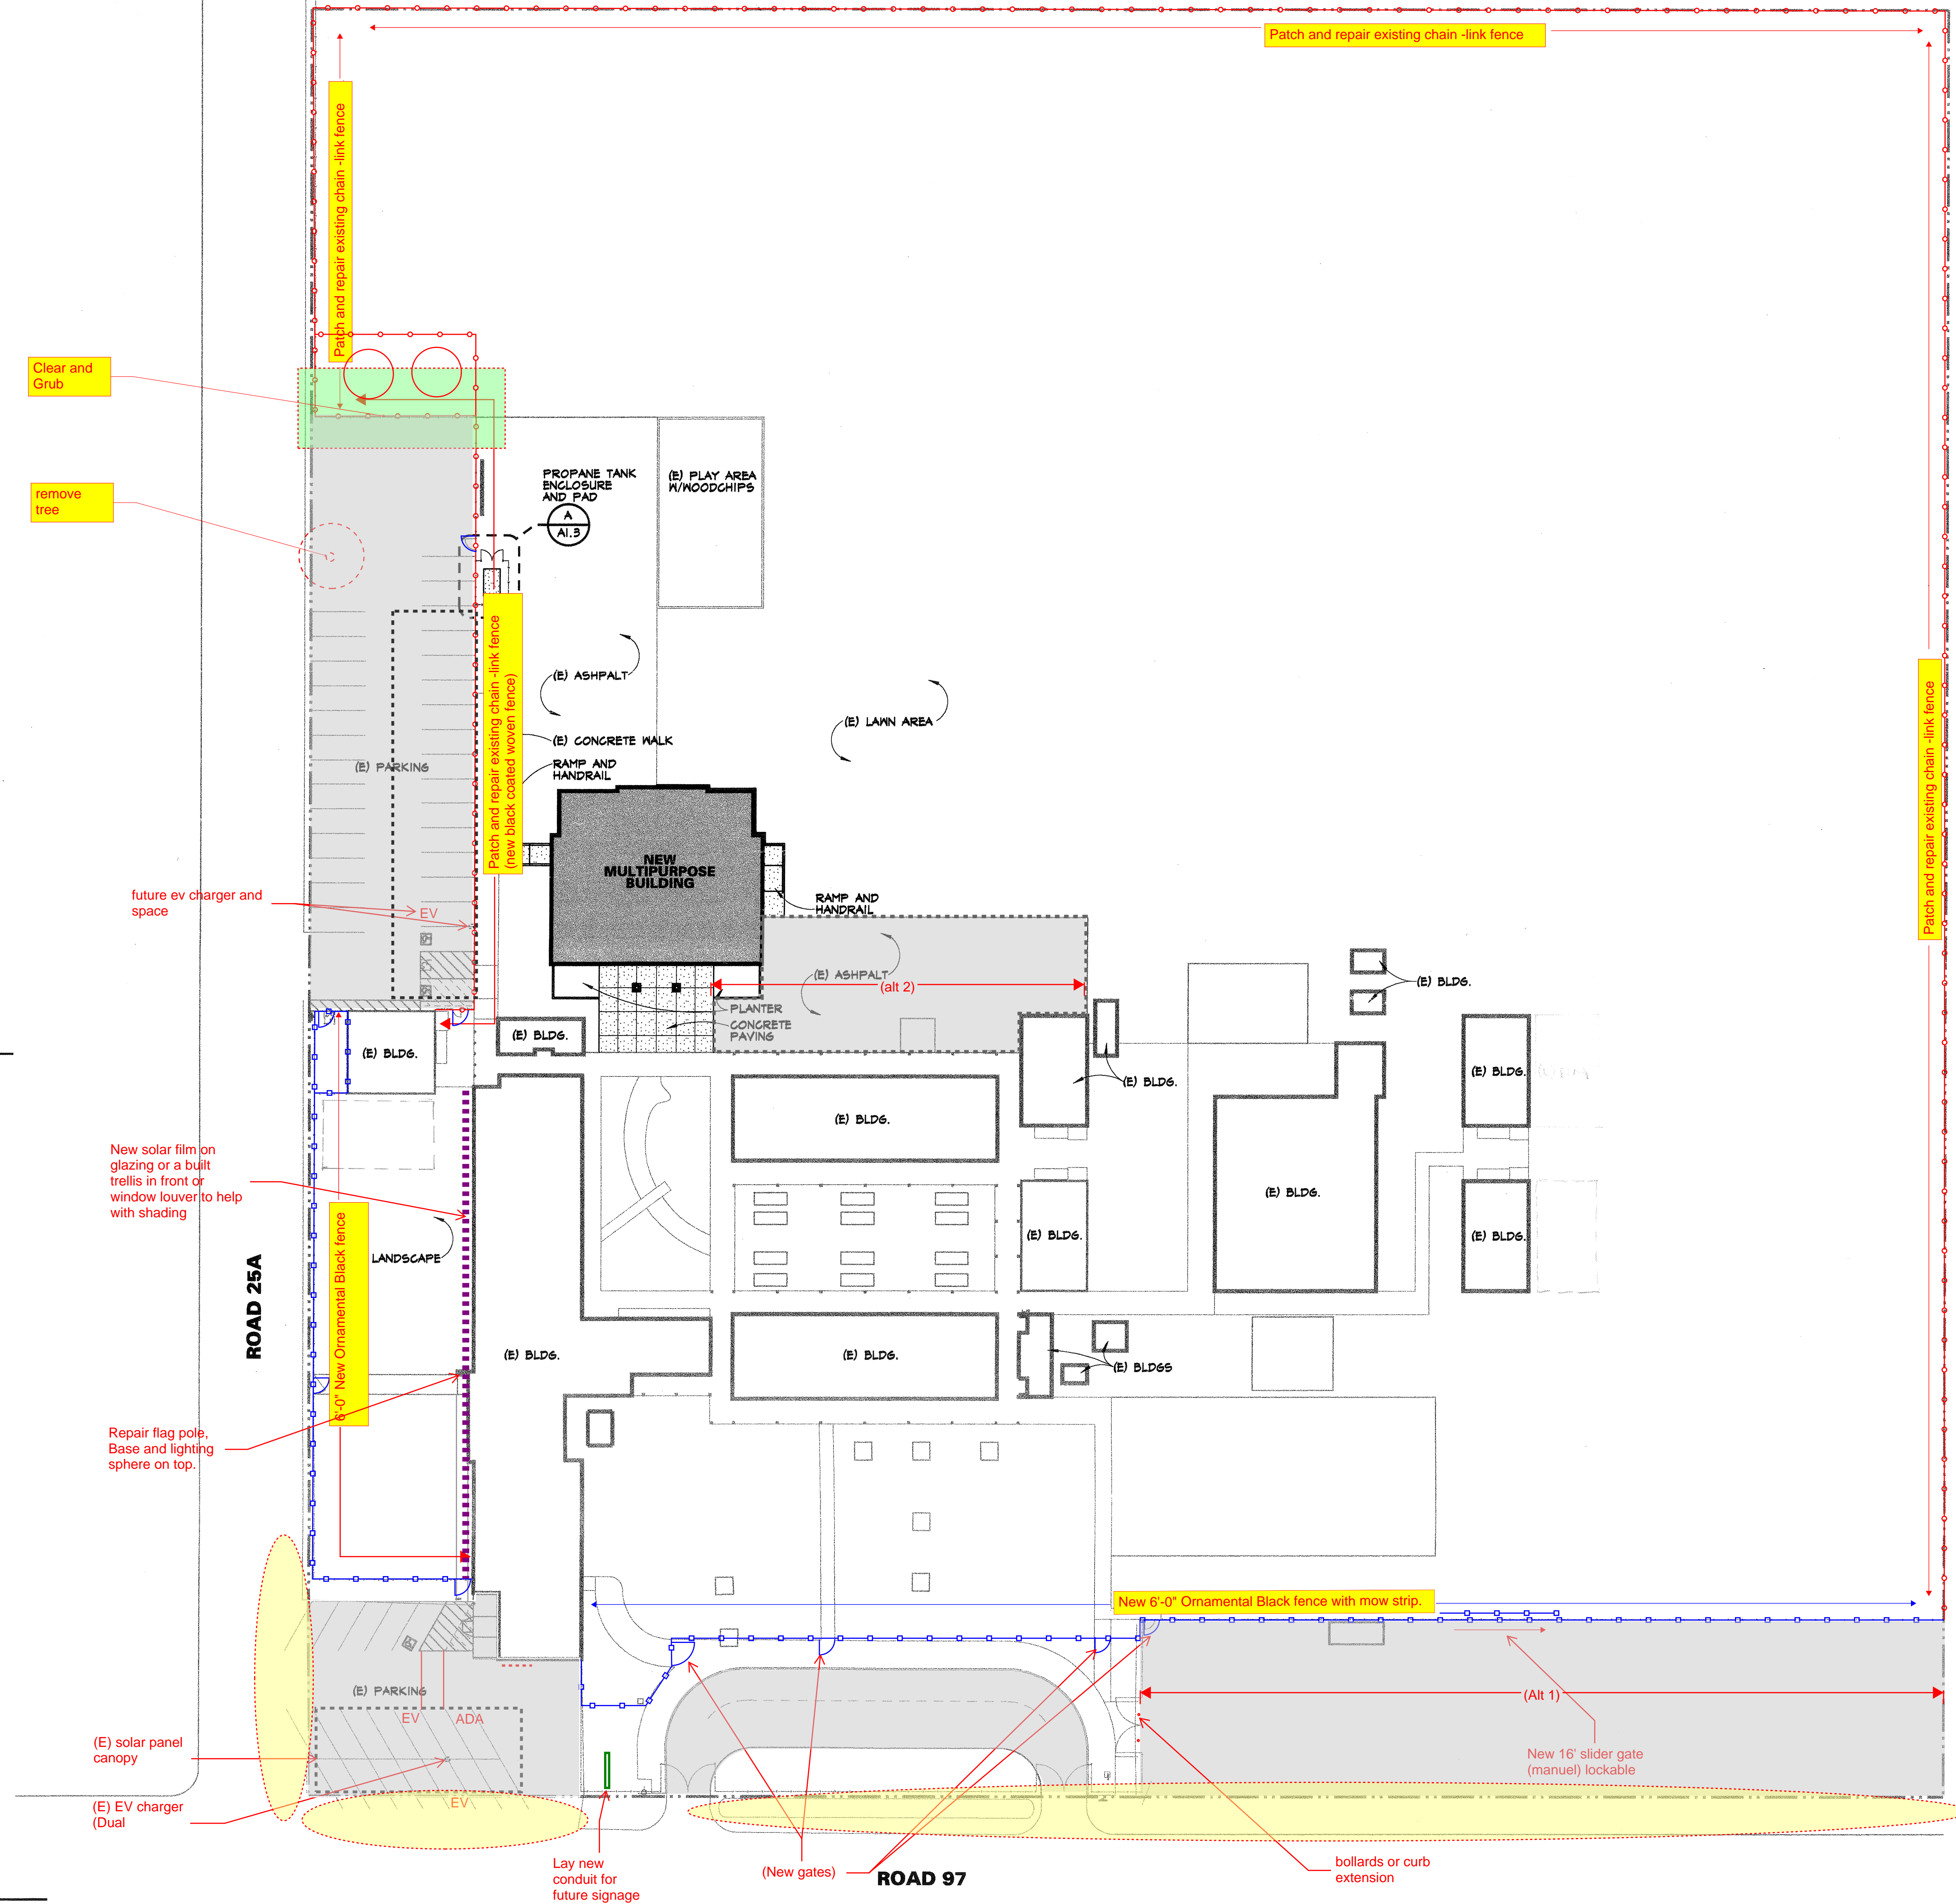 Patch and repair existing chain -link fence
Patch and repair existing chain -link fence
Clear and
Grub
remove
tree
PROPANE TANK
ENCLOSURE
AND PAD
A
A1.3
(E) PLAY AREA
W/WOODCHIPS
Patch and repair existing chain -link fence
(new black coated woven fence)
Patch and repair existing chain -link fence
(E) ASHPALT
(E) LAWN AREA
(E) CONCRETE WALK
RAMP AND
HANDRAIL
(E) PARKING
NEW
MULTIPURPOSE
BUILDING
future ev charger and
space
EV
RAMP AND
HANDRAIL
(E) ASHPALT
(alt 2)
PLANTER
CONCRETE
PAVING
(E) BLDG.
(E) BLDG.
(E) BLDG.
(E) BLDG.
(E) BLDG.
(E) BLDG.
New solar film on
glazing or a built
trellis in front or
window louver to help
with shading
(E) BLDG.
(E) BLDG.
(E) BLDG.
ROAD 25A
6'-0" New Ornamental Black fence
LANDSCAPE
(E) BLDG.
(E) BLDG.
(E) BLDGS
Repair flag pole,
Base and lighting
sphere on top.
New 6'-0" Ornamental Black fence with mow strip.
(E) PARKING
EV
ADA
(Alt 1)
(E) solar panel
canopy
New 16' slider gate
(manuel) lockable
(E) EV charger
(Dual
EV
Lay new
conduit for
future signage
(New gates)
ROAD 97
bollards or curb
extension